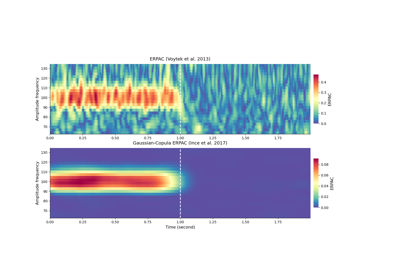 ERPAC (Voytek et al. 2013)
Amplitude frequency
130
120
110
100
90
80
70
0.00 0.25 0.50 0.75 1.00 1.25 1.50 1.75
0.4
0.3
0.2
0.1
0.0
ERPAC
Gaussian-Copula ERPAC (Ince et al. 2017)
Amplitude frequency
130
120
110
100
90
80
70
0.00 0.25 0.50 0.75 1.00 1.25 1.50 1.75
Time (second)
0.08
0.06
0.04
0.02
0.00
ERPAC